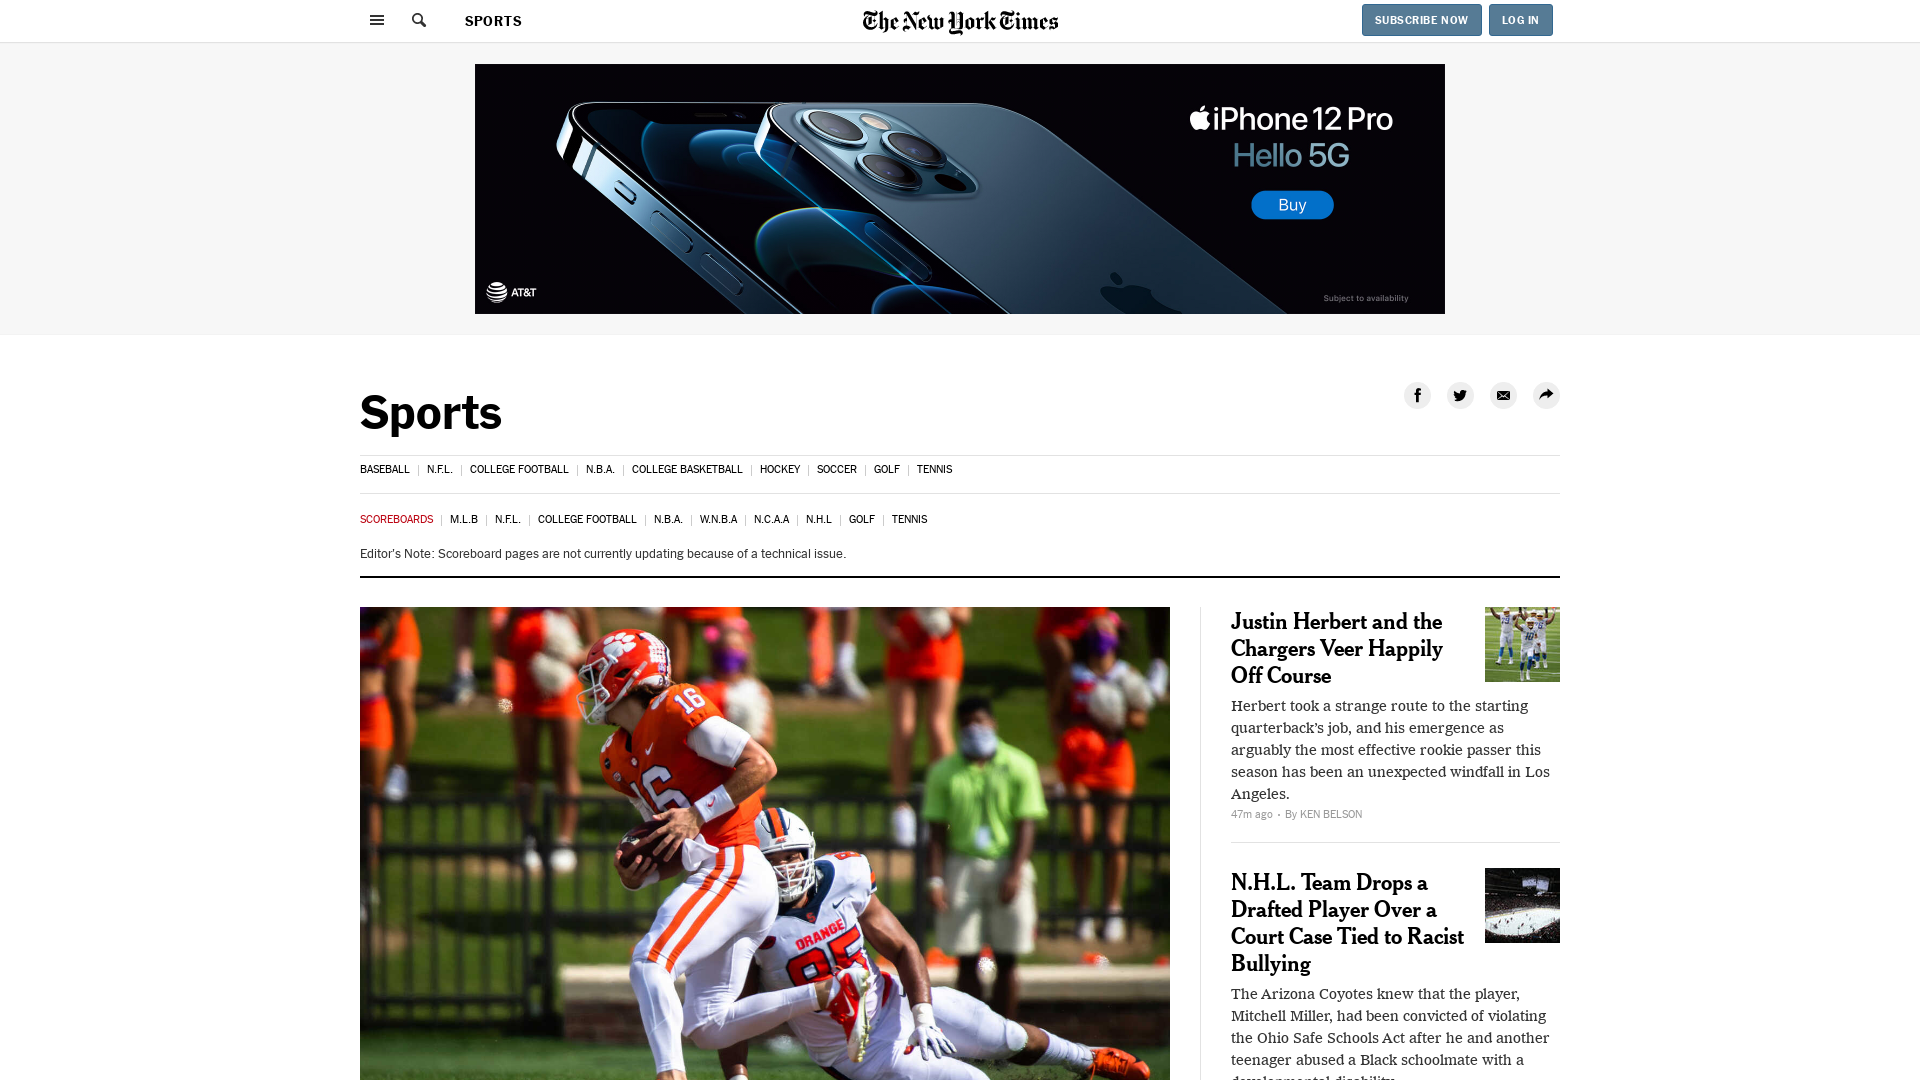 SPORTS
The New York Times
SUBSCRIBE NOW
LOG IN
iPhone 12 Pro
Hello 5G
Buy
AT&T
Subject to availability
Sports
BASEBALL N.F.L. COLLEGE FOOTBALL N.B.A. COLLEGE BASKETBALL HOCKEY SOCCER GOLF TENNIS
SCOREBOARDS M.L.B N.F.L. COLLEGE FOOTBALL N.B.A. W.N.B.A N.C.A.A N.H.L GOLF TENNIS
Editor's Note: Scoreboard pages are not currently updating because of a technical issue.
16
16
ORANGE
85
Justin Herbert and the
Chargers Veer Happily
Off Course
Herbert took a strange route to the starting
quarterback’s job, and his emergence as
arguably the most effective rookie passer this
season has been an unexpected windfall in Los
Angeles.
47m ago • By KEN BELSON
N.H.L. Team Drops a
Drafted Player Over a
Court Case Tied to Racist
Bullying
The Arizona Coyotes knew that the player,
Mitchell Miller, had been convicted of violating
the Ohio Safe Schools Act after he and another
teenager abused a Black schoolmate with a
developmental disability.